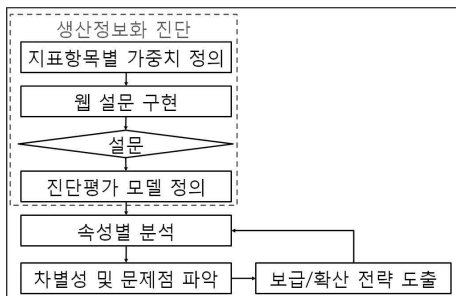 생산정보화 진단
지표항목별 가중치 정의
웹 설문 구현
설문
진단평가 모델 정의
속성별 분석
차별성 및 문제점 파악
보급/확산 전략 도출